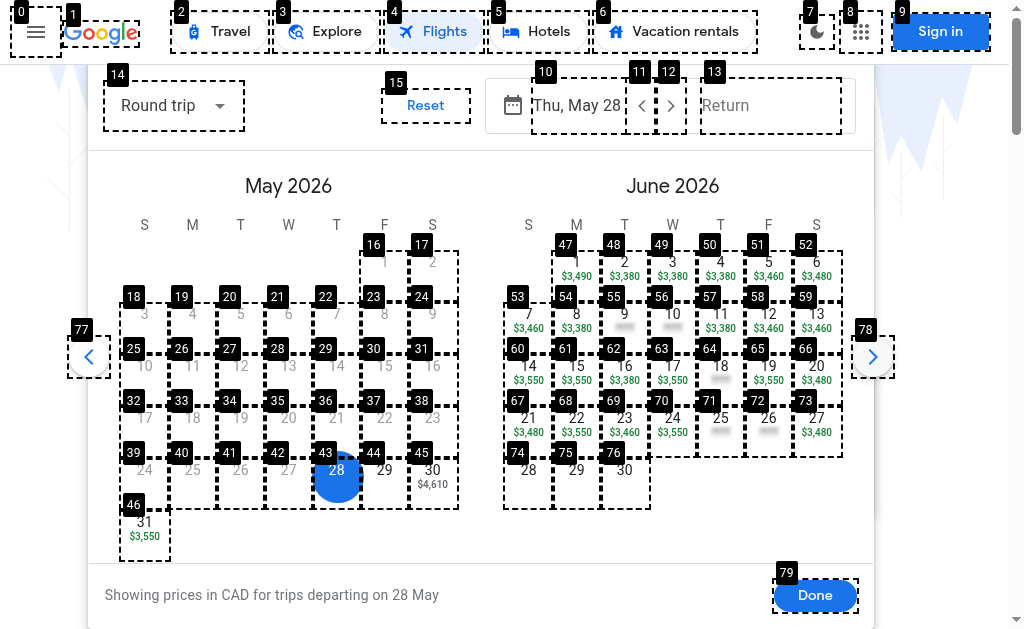 0 1 2 3 4 5 6 7 8 9
Google Travel Explore Flights Hotels Vacation rentals Sign in
14 15 10 11 12 13
Round trip Reset Thu, May 28 Return
May 2026 June 2026
S M T W T F S S M T W T F S
16 17 47 48 49 50 51 52
1 2 1 2 3 4 5 6
$3,490 $3,380 $3,380 $3,380 $3,460 $3,480
18 19 20 21 22 23 24 53 54 55 56 57 58 59
3 4 5 6 7 8 9 7 8 9 10 11 12 13
$3,460 $3,380 $3,380 $3,460 $3,460
77 78
25 26 27 28 29 30 31 60 61 62 63 64 65 66
10 11 12 13 14 15 16 14 15 16 17 18 19 20
$3,550 $3,550 $3,380 $3,550 $3,550 $3,480
32 33 34 35 36 37 38 67 68 69 70 71 72 73
17 18 19 20 21 22 23 21 22 23 24 25 26 27
$3,480 $3,550 $3,460 $3,550 $3,480
39 40 41 42 43 44 45 74 75 76
24 25 26 27 28 29 30 28 29 30
$4,610
46
31
$3,550
79
Showing prices in CAD for trips departing on 28 May Done